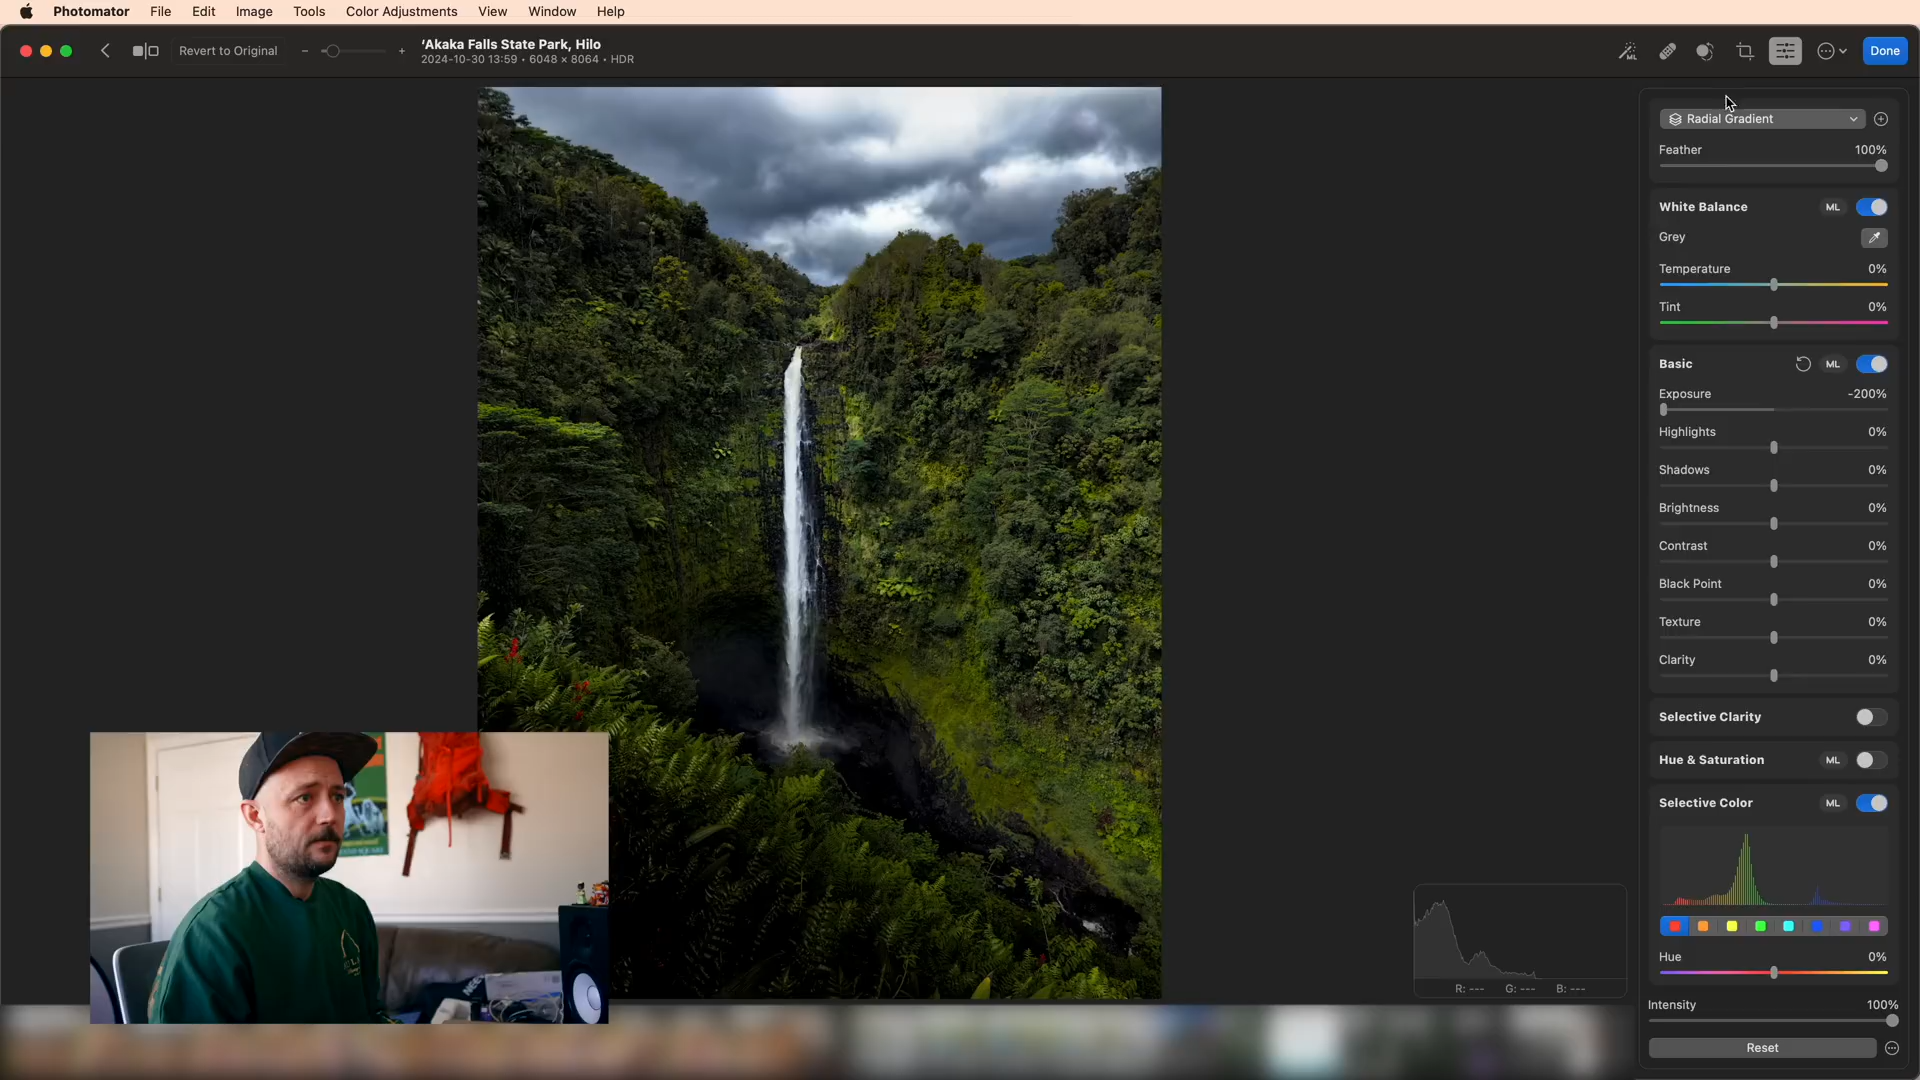 Photomator File Edit Image Tools Color Adjustments View Window Help
Revert to Original
'Akaka Falls State Park, Hilo
2024-10-30 13:59 • 6048 × 8064 • HDR
Done
Radial Gradient
Feather 100%
White Balance ML
Grey
Temperature 0%
Tint 0%
Basic ML
Exposure -200%
Highlights 0%
Shadows 0%
Brightness 0%
Contrast 0%
Black Point 0%
Texture 0%
Clarity 0%
Selective Clarity
Hue & Saturation ML
Selective Color ML
Hue 0%
R: --- G: --- B: ---
Intensity 100%
Reset